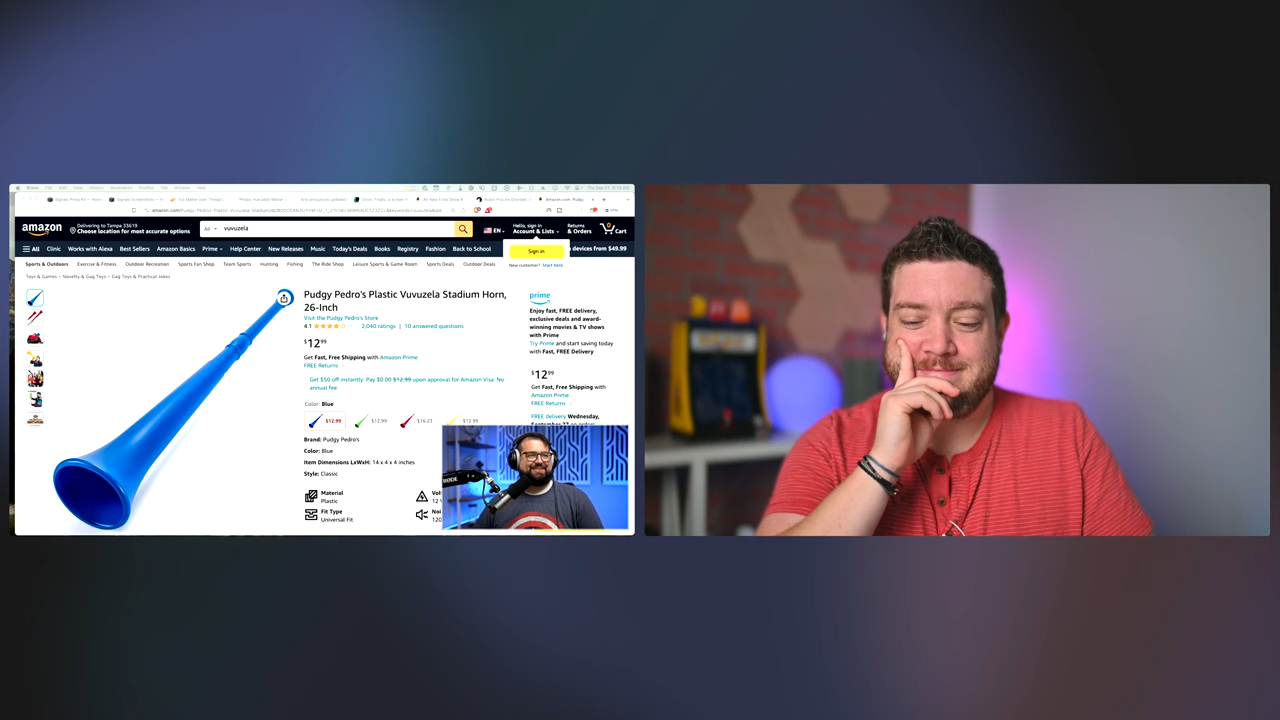 Delivering to Tampa 33619
amazon
Choose location for most accurate options
All
vuvuzela
EN
Hello, sign in
Account & Lists
Returns
& Orders
0
Cart
All
Clinic
Works with Alexa
Best Sellers
Amazon Basics
Prime
Help Center
New Releases
Music
Today's Deals
Books
Registry
Fashion
Back to School
devices from $49.99
Sign in
New customer? Start here
Sports & Outdoors
Exercise & Fitness
Outdoor Recreation
Sports Fan Shop
Team Sports
Hunting
Fishing
The Ride Shop
Leisure Sports & Game Room
Sports Deals
Outdoor Deals
Toys & Games › Novelty & Gag Toys › Gag Toys & Practical Jokes
Pudgy Pedro's Plastic Vuvuzela Stadium Horn,
26-Inch
Visit the Pudgy Pedro's Store
4.1
2,040 ratings | 10 answered questions
$12.99
Get Fast, Free Shipping with Amazon Prime
FREE Returns
Get $50 off instantly: Pay $0.00 $12.99 upon approval for Amazon Visa. No
annual fee
Color: Blue
$12.99
$12.99
$16.23
$12.99
Brand: Pudgy Pedro's
Color: Blue
Item Dimensions LxWxH: 14 x 4 x 4 inches
Style: Classic
Material
Plastic
Fit Type
Universal Fit
prime
Enjoy fast, FREE delivery,
exclusive deals and award-
winning movies & TV shows
with Prime
Try Prime and start saving today
with Fast, FREE Delivery
$12.99
Get Fast, Free Shipping with
Amazon Prime
FREE Returns
FREE delivery Wednesday,
RODE